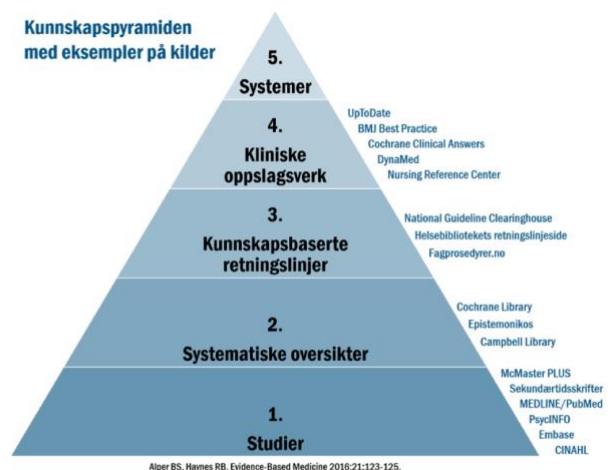 Kunnskapspyramiden
med eksempler på kilder
5.
Systemer
4.
Kliniske
oppslagsverk
UpToDate
BMJ Best Practice
Cochrane Clinical Answers
DynaMed
Nursing Reference Center
3.
Kunnskapsbaserte
retningslinjer
National Guideline Clearinghouse
Helsebibliotekets retningslinjeside
Fagprosedyrer.no
2.
Systematiske oversikter
Cochrane Library
Epistemonikos
Campbell Library
1.
Studier
McMaster PLUS
Sekundærtidsskrifter
MEDLINE/PubMed
PsycINFO
Embase
CINAHL
Alper BS, Haynes RB. Evidence-Based Medicine 2016;21:123-125.